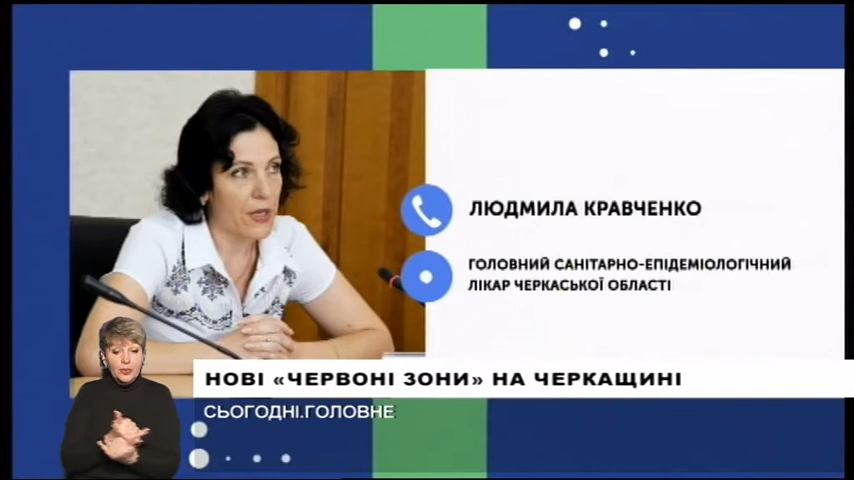 ЛЮДМИЛА КРАВЧЕНКО
ГОЛОВНИЙ САНІТАРНО-ЕПІДЕМІОЛОГІЧНИЙ
ЛІКАР ЧЕРКАСЬКОЇ ОБЛАСТІ
НОВІ «ЧЕРВОНІ ЗОНИ» НА ЧЕРКАЩИНІ
СЬОГОДНІ.ГОЛОВНЕ